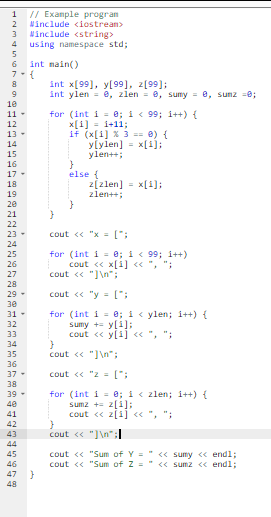 1 // Example program
2 #include <iostream>
3 #include <string>
4 using namespace std;
5
6 int main()
7 {
8 int x[99], y[99], z[99];
9 int ylen = 0, zlen = 0, sumy = 0, sumz =0;
10
11 for (int i = 0; i < 99; i++) {
12 x[i] = i+11;
13 if (x[i] % 3 == 0) {
14 y[ylen] = x[i];
15 ylen++;
16 }
17 else {
18 z[zlen] = x[i];
19 zlen++;
20 }
21 }
22
23 cout << "x = [";
24
25 for (int i = 0; i < 99; i++)
26 cout << x[i] << ", ";
27 cout << "]\n";
28
29 cout << "y = [";
30
31 for (int i = 0; i < ylen; i++) {
32 sumy += y[i];
33 cout << y[i] << ", ";
34 }
35 cout << "]\n";
36
37 cout << "z = [";
38
39 for (int i = 0; i < zlen; i++) {
40 sumz += z[i];
41 cout << z[i] << ", ";
42 }
43 cout << "]\n";
44
45 cout << "Sum of Y = " << sumy << endl;
46 cout << "Sum of Z = " << sumz << endl;
47 }
48